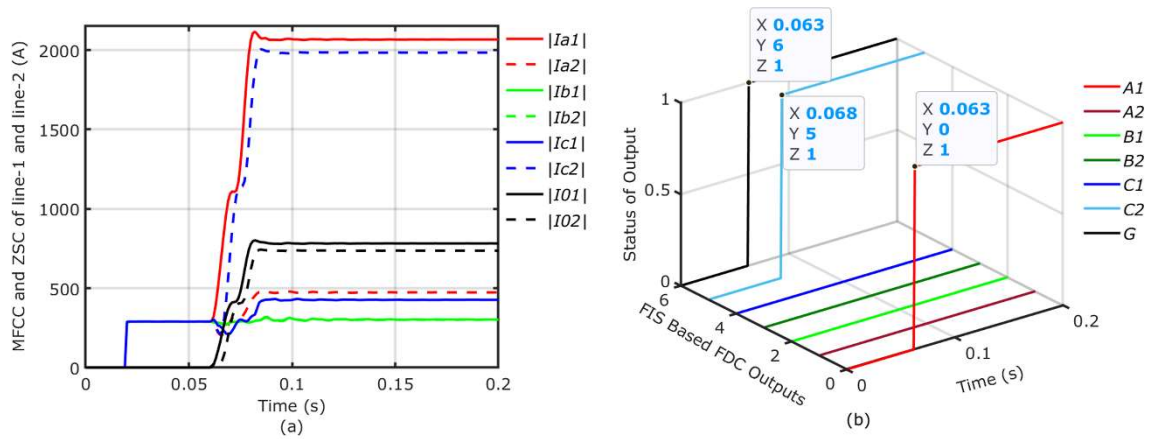 MFCC and ZSC of line-1 and line-2 (A)
2000
1500
1000
500
0
0
0.05
0.1
0.15
0.2
Time (s)
(a)
|Ia1|
|Ia2|
|Ib1|
|Ib2|
|Ic1|
|Ic2|
|I01|
|I02|
Status of Output
1
0.5
0
6
4
2
0
FIS Based FDC Outputs
0
0.1
0.2
Time (s)
(b)
X 0.063
Y 6
Z 1
X 0.068
Y 5
Z 1
X 0.063
Y 0
Z 1
A1
A2
B1
B2
C1
C2
G